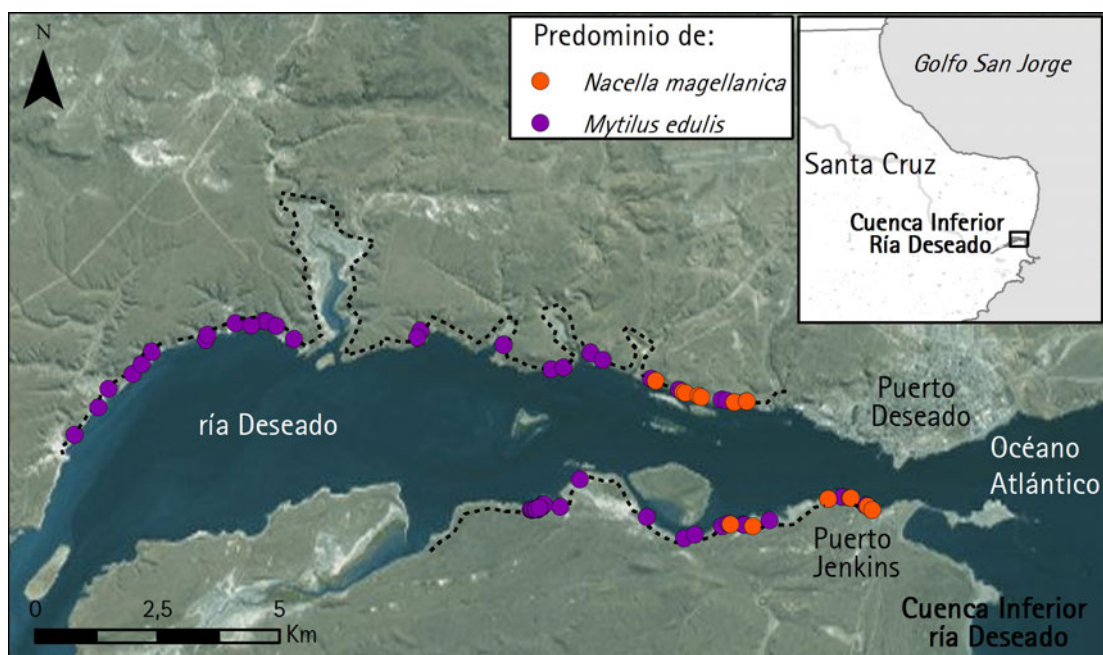 N
Predominio de:
Nacella magellanica
Mytilus edulis
Golfo San Jorge
Santa Cruz
Cuenca Inferior
Ría Deseado
ría Deseado
Puerto
Deseado
Océano
Atlántico
Puerto
Jenkins
0 2,5 5
Km
Cuenca Inferior
ría Deseado